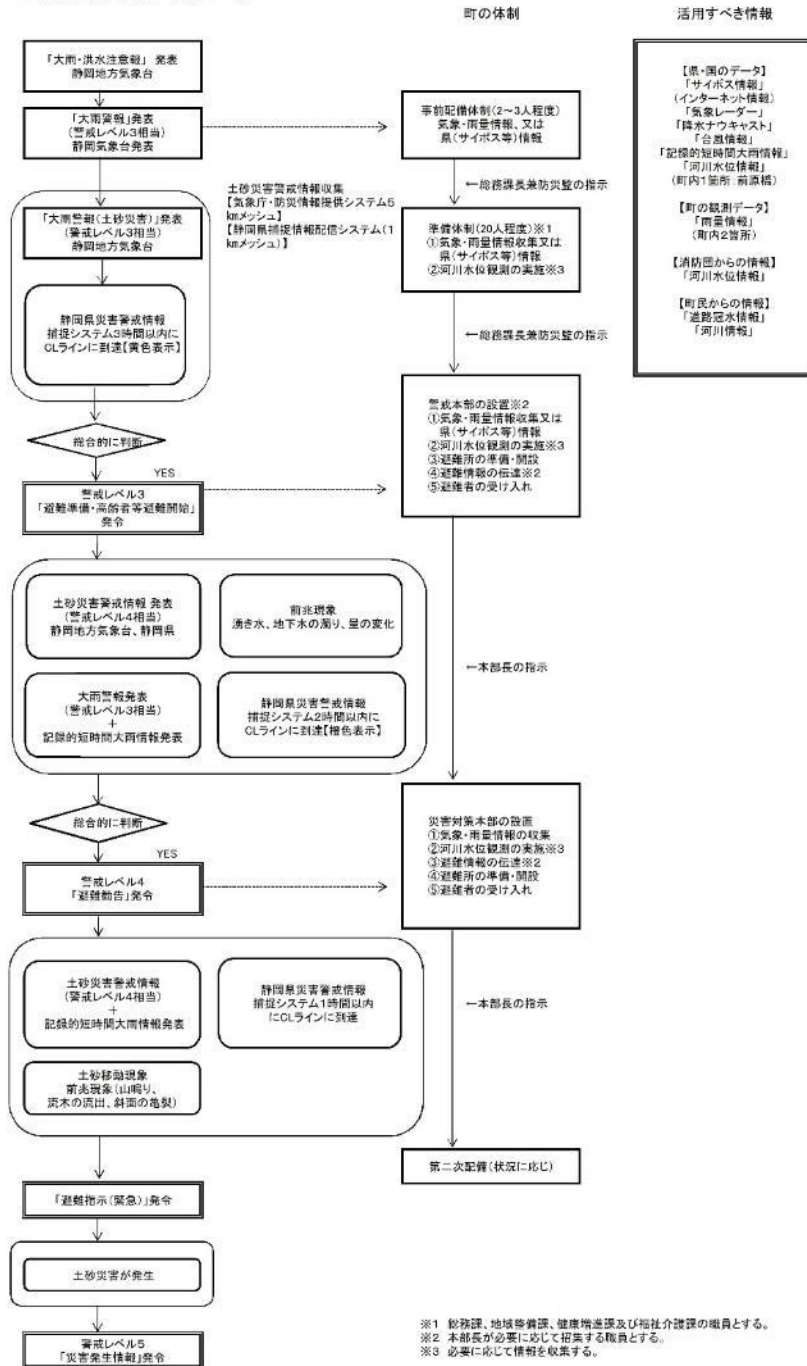 町の体制
活用すべき情報
「大雨・洪水注意報」 発表
静岡地方気象台
「大雨警報」発表
(警戒レベル3相当)
静岡気象台発表
「大雨警報(土砂災害)」発表
(警戒レベル3相当)
静岡地方気象台
静岡県災害警戒情報
捕捉システム3時間以内に
CLラインに到達【黄色表示】
土砂災害警戒情報収集
【気象庁・防災情報提供システム5
kmメッシュ】
【静岡県捕捉情報配信システム(1
kmメッシュ)】
総合的に判断
YES
警戒レベル3
「避難準備・高齢者等避難開始」
発令
土砂災害警戒情報 発表
(警戒レベル4相当)
静岡地方気象台、静岡県
前兆現象
湧き水、地下水の濁り、量の変化
大雨警報発表
(警戒レベル3相当)
+
記録的短時間大雨情報発表
静岡県災害警戒情報
捕捉システム2時間以内に
CLラインに到達【橙色表示】
総合的に判断
YES
警戒レベル4
「避難勧告」発令
土砂災害警戒情報
(警戒レベル4相当)
+
記録的短時間大雨情報発表
静岡県災害警戒情報
捕捉システム1時間以内
にCLラインに到達
土砂移動現象
前兆現象(山鳴り、
流木の流出、斜面の亀裂)
「避難指示(緊急)」発令
土砂災害が発生
警戒レベル5
「災害発生情報」発令
事前配備体制(2~3人程度)
気象・雨量情報、又は
県(サイポス等)情報
←総務課長兼防災監の指示
準備体制(20人程度)※1
①気象・雨量情報収集又は
県(サイポス等)情報
②河川水位観測の実施※3
←総務課長兼防災監の指示
警戒本部の設置※2
①気象・雨量情報収集又は
県(サイポス等)情報
②河川水位観測の実施※3
③避難所の準備・開設
④避難情報の伝達※2
⑤避難者の受け入れ
←本部長の指示
災害対策本部の設置
①気象・雨量情報の収集
②河川水位観測の実施※3
③避難情報の伝達※2
④避難所の準備・開設
⑤避難者の受け入れ
←本部長の指示
第二次配備(状況に応じ)
【県・国のデータ】
「サイポス情報」
(インターネット情報)
「気象レーダー」
「降水ナウキャスト」
「台風情報」
「記録的短時間大雨情報」
「河川水位情報」
(町内1箇所:前原橋)
【町の観測データ】
「雨量情報」
(町内2箇所)
【消防団からの情報】
「河川水位情報」
【町民からの情報】
「道路冠水情報」
「河川情報」
※1 総務課、地域整備課、健康増進課及び福祉介護課の職員とする。
※2 本部長が必要に応じて招集する職員とする。
※3 必要に応じて情報を収集する。